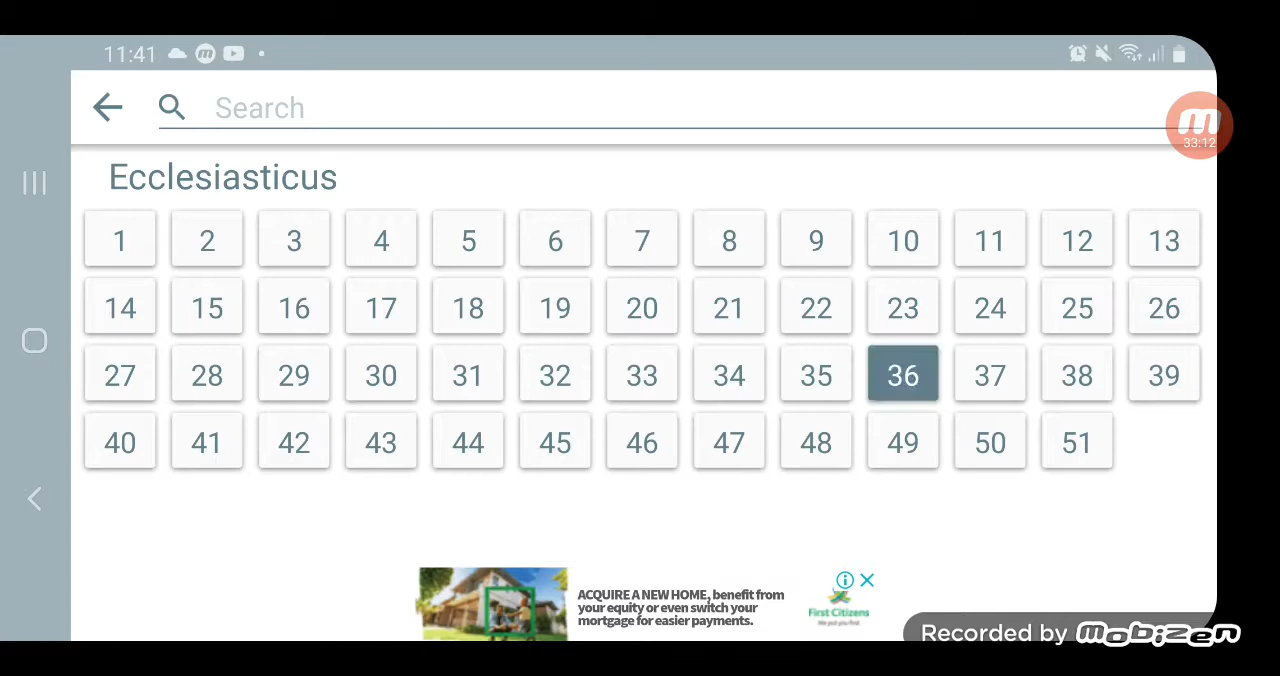 11:41
Search
33:12
Ecclesiasticus
1 2 3 4 5 6 7 8 9 10 11 12 13
14 15 16 17 18 19 20 21 22 23 24 25 26
27 28 29 30 31 32 33 34 35 36 37 38 39
40 41 42 43 44 45 46 47 48 49 50 51
ACQUIRE A NEW HOME, benefit from
your equity or even switch your
mortgage for easier payments.
First Citizens
We put you first
Recorded by mobizen